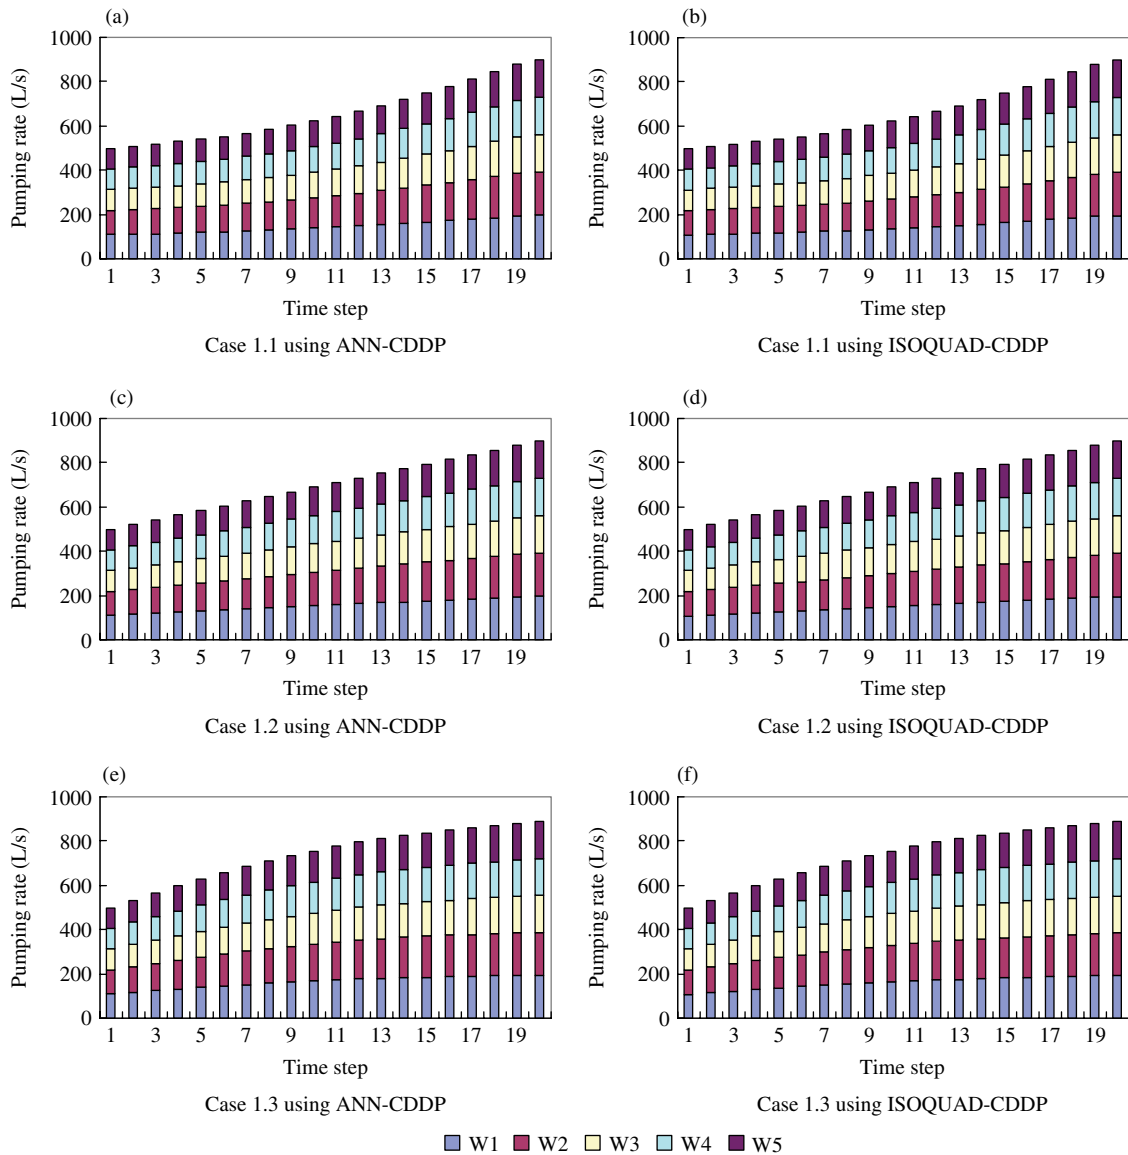 (a)
1000
800
600
400
200
0
Pumping rate (L/s)
1 3 5 7 9 11 13 15 17 19
Time step
Case 1.1 using ANN-CDDP
(b)
1000
800
600
400
200
0
Pumping rate (L/s)
1 3 5 7 9 11 13 15 17 19
Time step
Case 1.1 using ISOQUAD-CDDP
(c)
1000
800
600
400
200
0
Pumping rate (L/s)
1 3 5 7 9 11 13 15 17 19
Time step
Case 1.2 using ANN-CDDP
(d)
1000
800
600
400
200
0
Pumping rate (L/s)
1 3 5 7 9 11 13 15 17 19
Time step
Case 1.2 using ISOQUAD-CDDP
(e)
1000
800
600
400
200
0
Pumping rate (L/s)
1 3 5 7 9 11 13 15 17 19
Time step
Case 1.3 using ANN-CDDP
(f)
1000
800
600
400
200
0
Pumping rate (L/s)
1 3 5 7 9 11 13 15 17 19
Time step
Case 1.3 using ISOQUAD-CDDP
W1 W2 W3 W4 W5